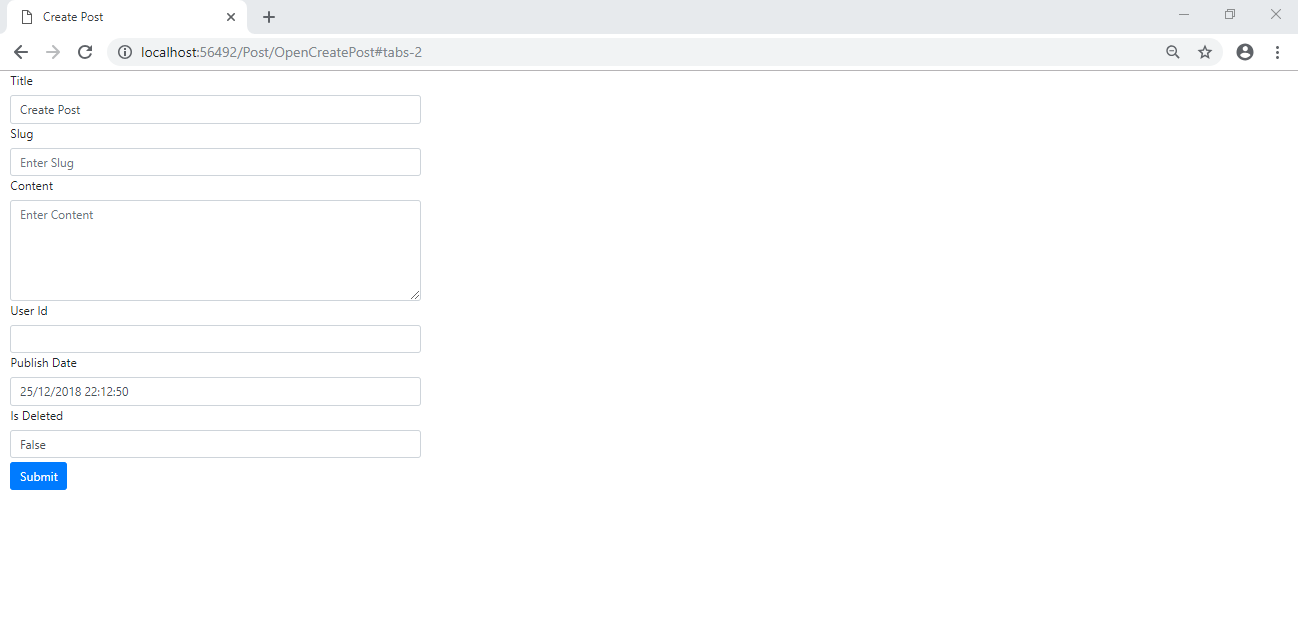 Create Post
localhost:56492/Post/OpenCreatePost#tabs-2
Title
Create Post
Slug
Enter Slug
Content
Enter Content
User Id
Publish Date
25/12/2018 22:12:50
Is Deleted
False
Submit